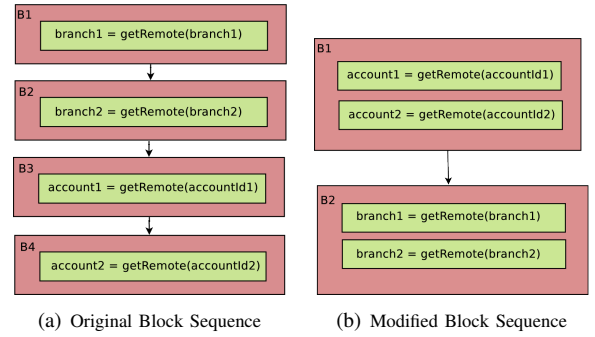 B1
branch1 = getRemote(branch1)
B2
branch2 = getRemote(branch2)
B3
account1 = getRemote(accountId1)
B4
account2 = getRemote(accountId2)
(a) Original Block Sequence
B1
account1 = getRemote(accountId1)
account2 = getRemote(accountId2)
B2
branch1 = getRemote(branch1)
branch2 = getRemote(branch2)
(b) Modified Block Sequence